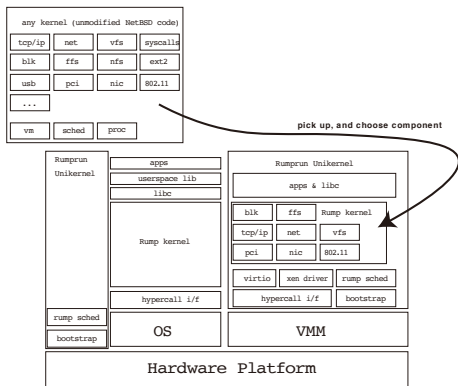 any kernel (unmodified NetBSD code)
tcp/ip net vfs syscalls
blk ffs nfs ext2
usb pci nic 802.11
...
vm sched proc
pick up, and choose component
Rumprun
Unikernel
apps
userspace lib
libc
Rump kernel
hypercall i/f
rump sched
bootstrap
OS
Rumprun Unikernel
apps & libc
blk ffs Rump kernel
tcp/ip net vfs
pci nic 802.11
virtio xen driver rump sched
hypercall i/f bootstrap
VMM
Hardware Platform